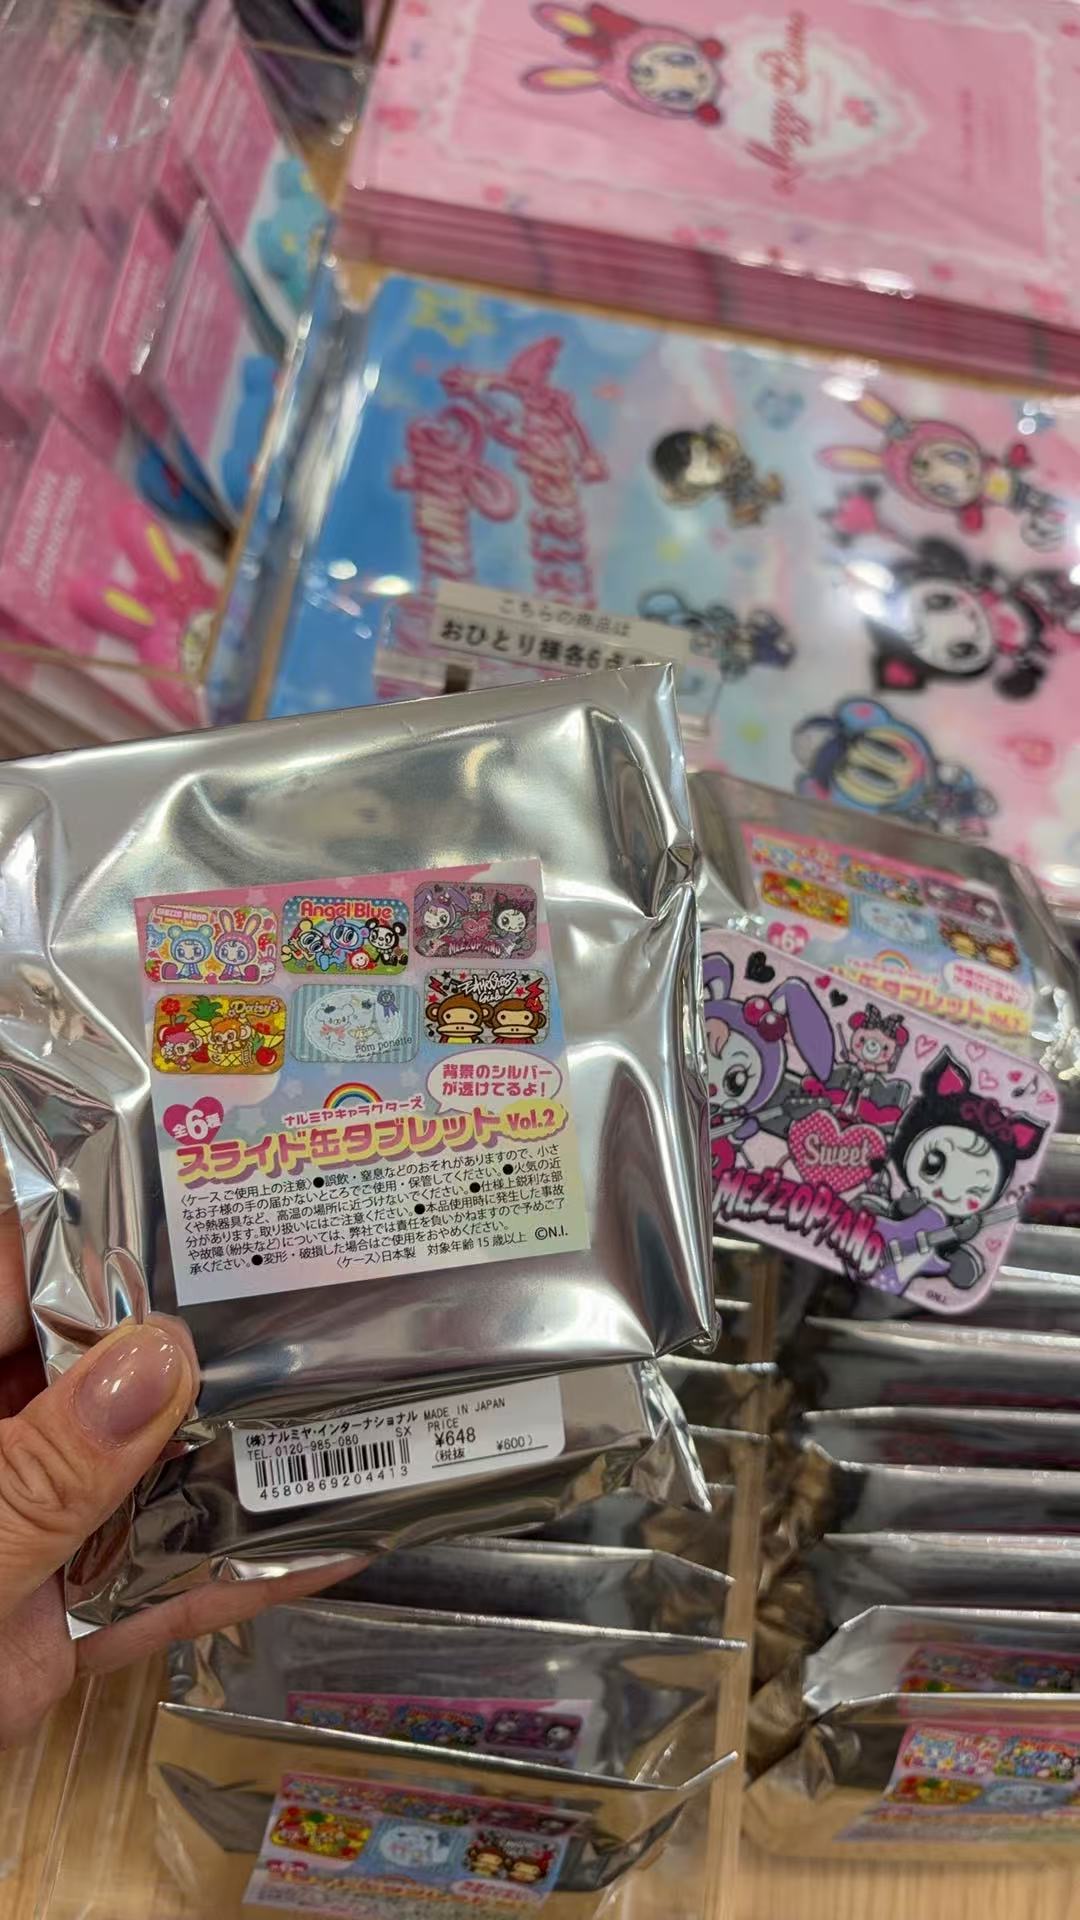 こちらの商品は
おひとり様各6点
mezzo piano
Angel Blue
Sweet
MEZZOPIANO
Daisy
Pom ponette
背景のシルバー
が透けてるよ!
全6種
ナルミヤキャラクターズ
スライド缶タブレット Vol.2
〈ケースご使用上の注意〉●誤飲・窒息などのおそれがありますので、小さ
なお子様の手の届かないところでご使用・保管してください。●火気の近
くや熱器具など、高温の場所に近づけないでください。●仕様上鋭利な部
分があります。取り扱いにはご注意ください。●本品使用時に発生した事故
や故障(紛失など)については、弊社では責任を負いかねますので予めご了
承ください。●変形・破損した場合はご使用をおやめください。 ©N.I.
〈ケース〉日本製 対象年齢15歳以上
Sweet
MEZZOPIANO
©N.I.
(株)ナルミヤ・インターナショナル MADE IN JAPAN
TEL.0120-985-080 SX PRICE
¥648
(税抜 ¥600)
4580869204413